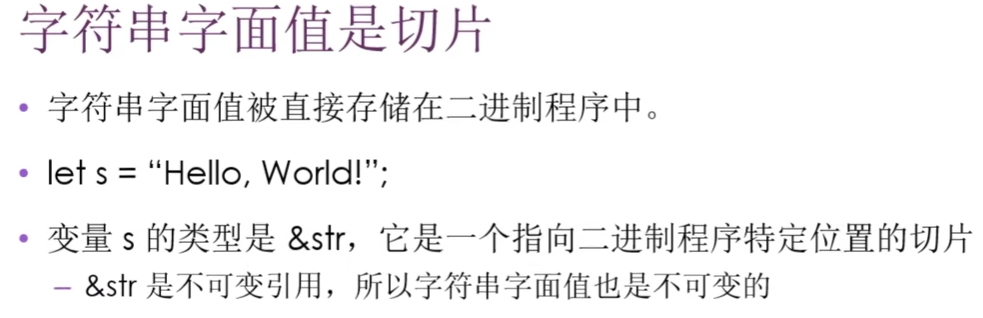 字符串字面值是切片
• 字符串字面值被直接存储在二进制程序中。
• let s = “Hello, World!”;
• 变量 s 的类型是 &str，它是一个指向二进制程序特定位置的切片
– &str 是不可变引用，所以字符串字面值也是不可变的